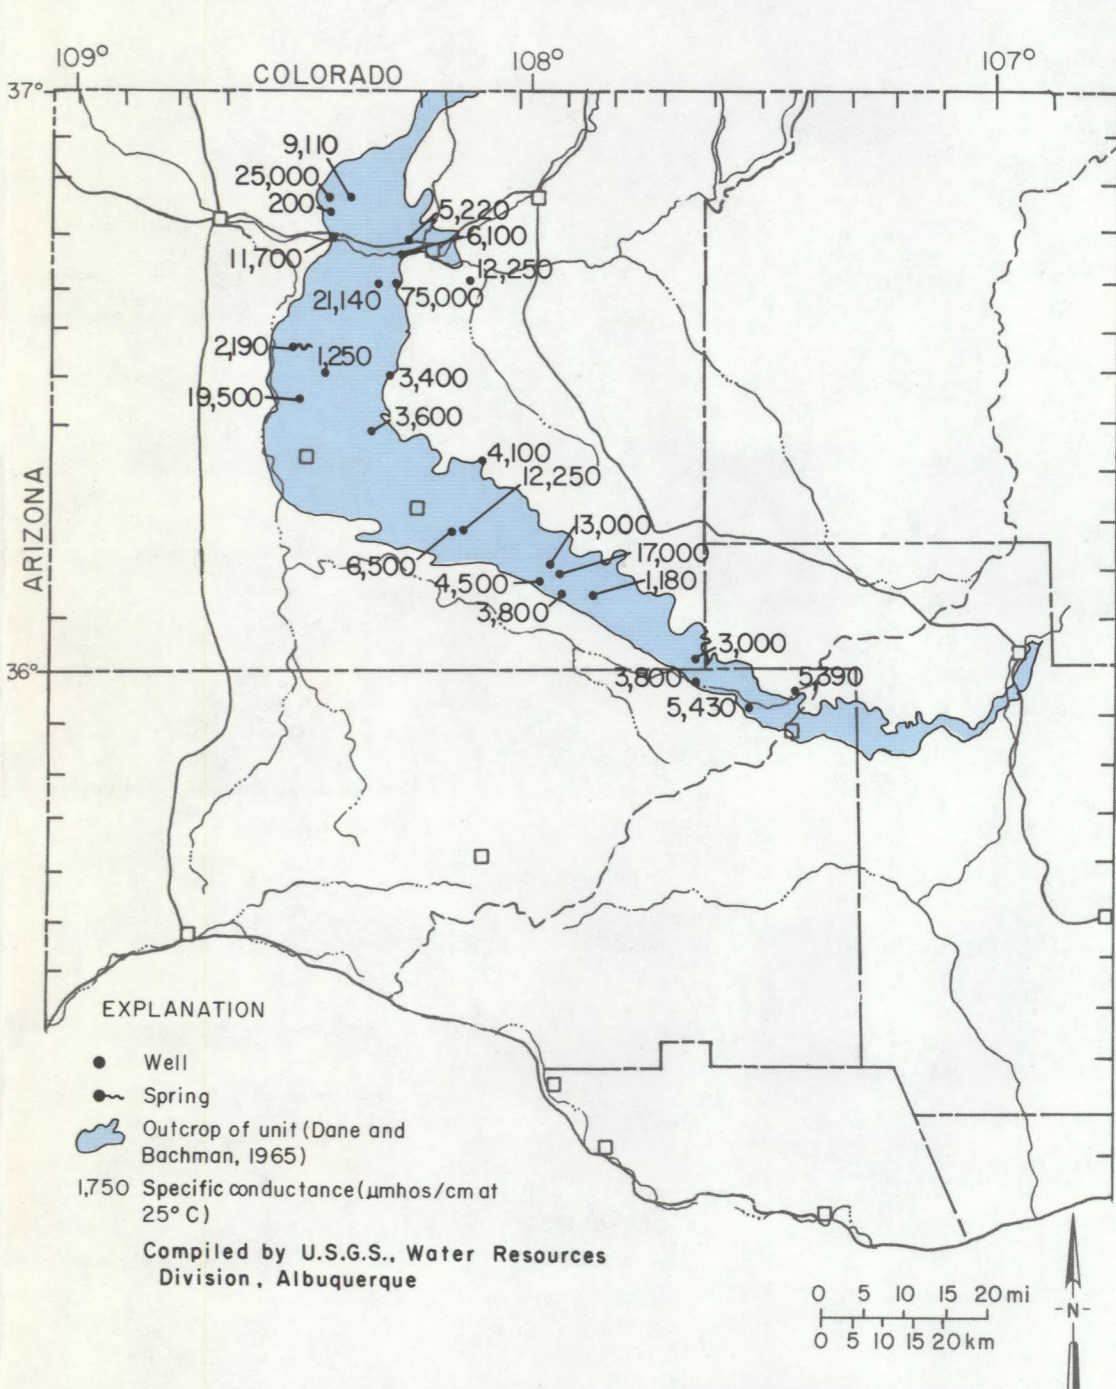 109°
108°
107°
COLORADO
37°
9,110
25,000
200
5,220
6,100
11,700
12,250
21,140
75,000
2,190
1,250
3,400
19,500
3,600
4,100
12,250
ARIZONA
13,000
17,000
6,500
4,500
1,180
3,800
3,000
36°
3,800
5,390
5,430
EXPLANATION
Well
Spring
Outcrop of unit (Dane and
Bachman, 1965)
1,750 Specific conductance (µmhos/cm at
25° C)
Compiled by U.S.G.S., Water Resources
Division, Albuquerque
0 5 10 15 20 mi
0 5 10 15 20 km
-N-